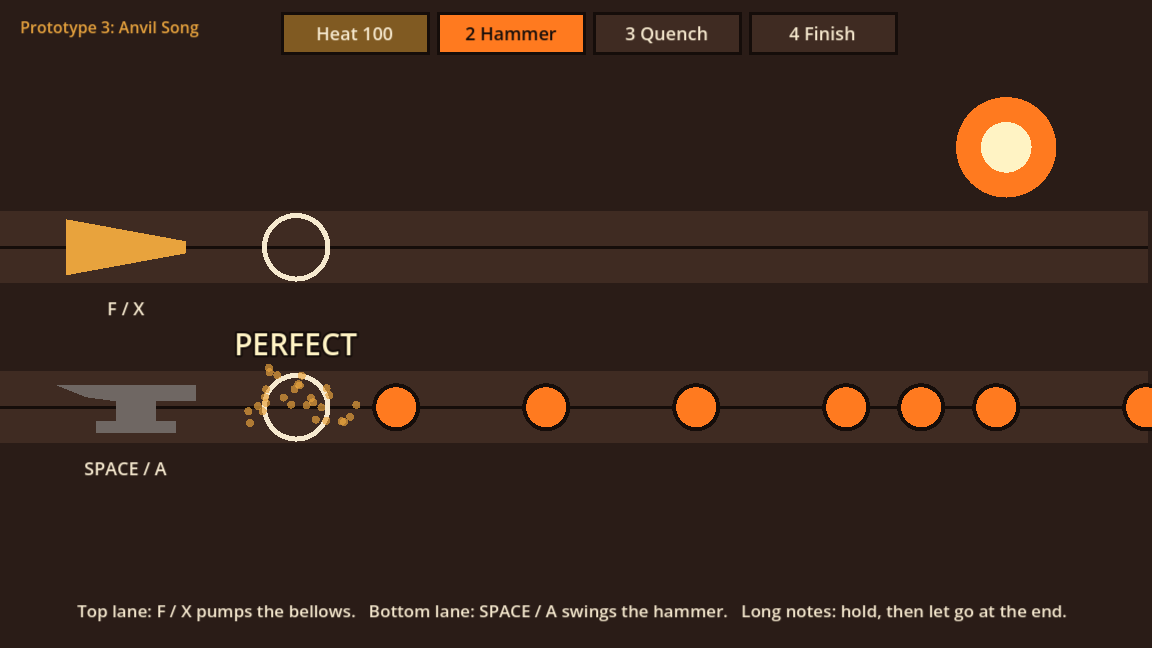 Prototype 3: Anvil Song
Heat 100
2 Hammer
3 Quench
4 Finish
F / X
PERFECT
SPACE / A
Top lane: F / X pumps the bellows. Bottom lane: SPACE / A swings the hammer. Long notes: hold, then let go at the end.